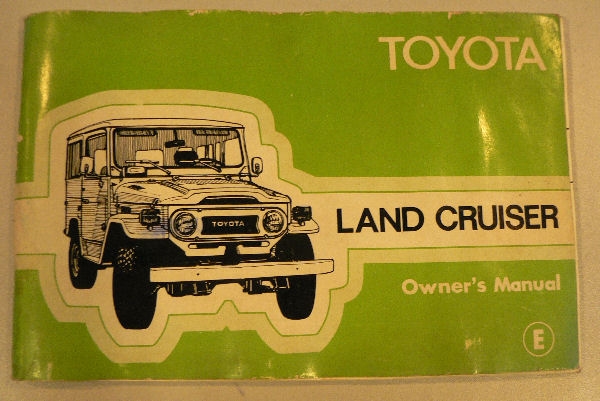 TOYOTA
TOYOTA
LAND CRUISER
Owner's Manual
E